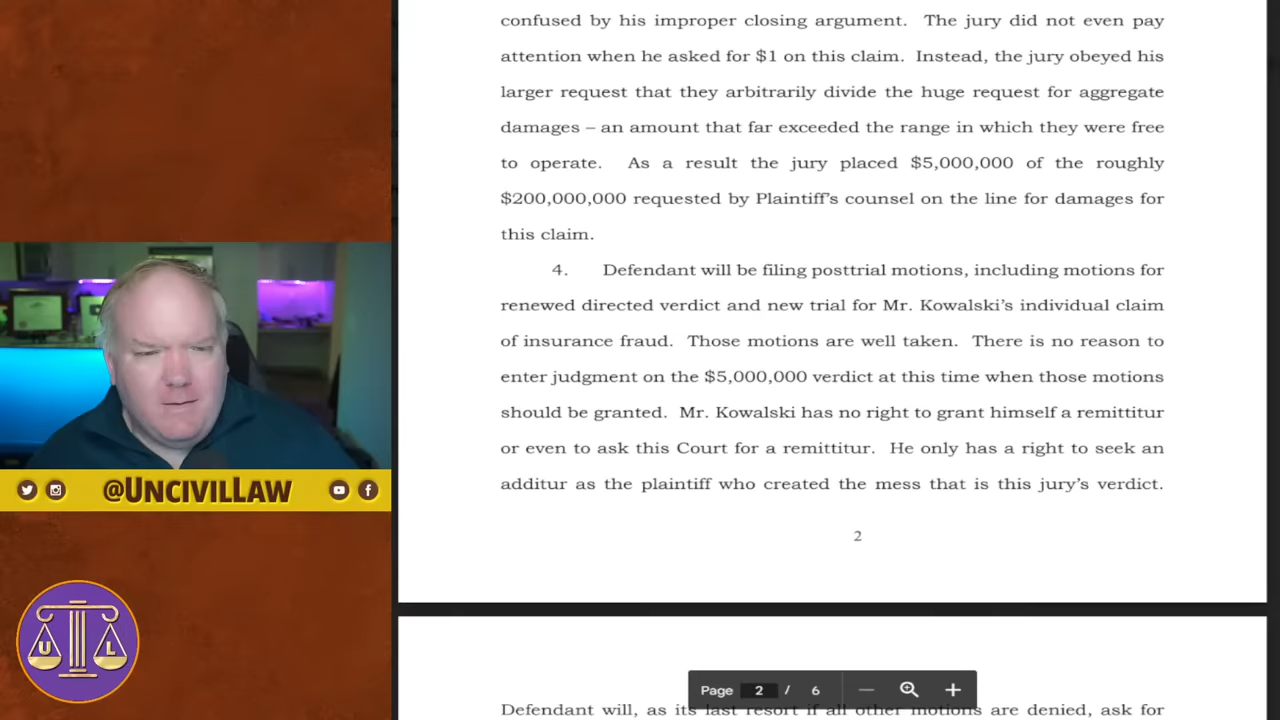 confused by his improper closing argument. The jury did not even pay
attention when he asked for $1 on this claim. Instead, the jury obeyed his
larger request that they arbitrarily divide the huge request for aggregate
damages – an amount that far exceeded the range in which they were free
to operate. As a result the jury placed $5,000,000 of the roughly
$200,000,000 requested by Plaintiff's counsel on the line for damages for
this claim.
4. Defendant will be filing posttrial motions, including motions for
renewed directed verdict and new trial for Mr. Kowalski's individual claim
of insurance fraud. Those motions are well taken. There is no reason to
enter judgment on the $5,000,000 verdict at this time when those motions
should be granted. Mr. Kowalski has no right to grant himself a remittitur
or even to ask this Court for a remittitur. He only has a right to seek an
additur as the plaintiff who created the mess that is this jury's verdict.
2
Page 2 / 6
Defendant will, as its last resort if all other motions are denied, ask for
@UNCIVILLAW
U L